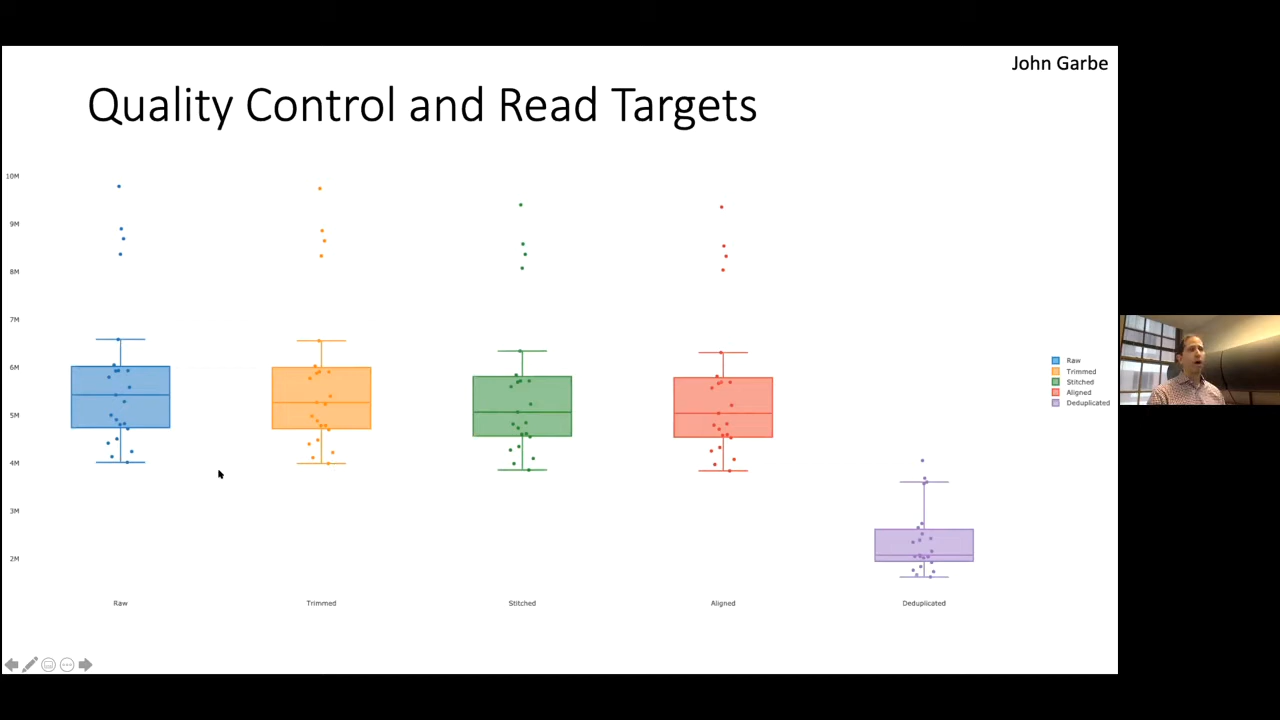 John Garbe
Quality Control and Read Targets
10M
9M
8M
7M
6M
5M
4M
3M
2M
Raw
Trimmed
Stitched
Aligned
Deduplicated
Raw
Trimmed
Stitched
Aligned
Deduplicated